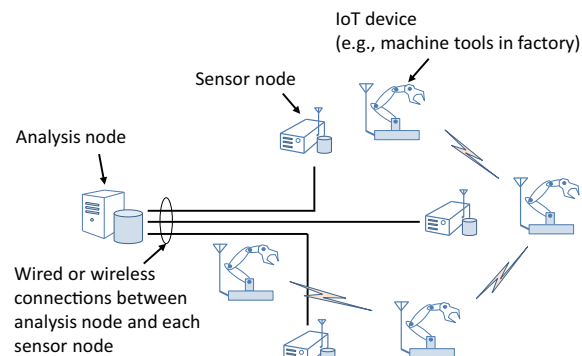 IoT device
(e.g., machine tools in factory)
Sensor node
Analysis node
Wired or wireless
connections between
analysis node and each
sensor node